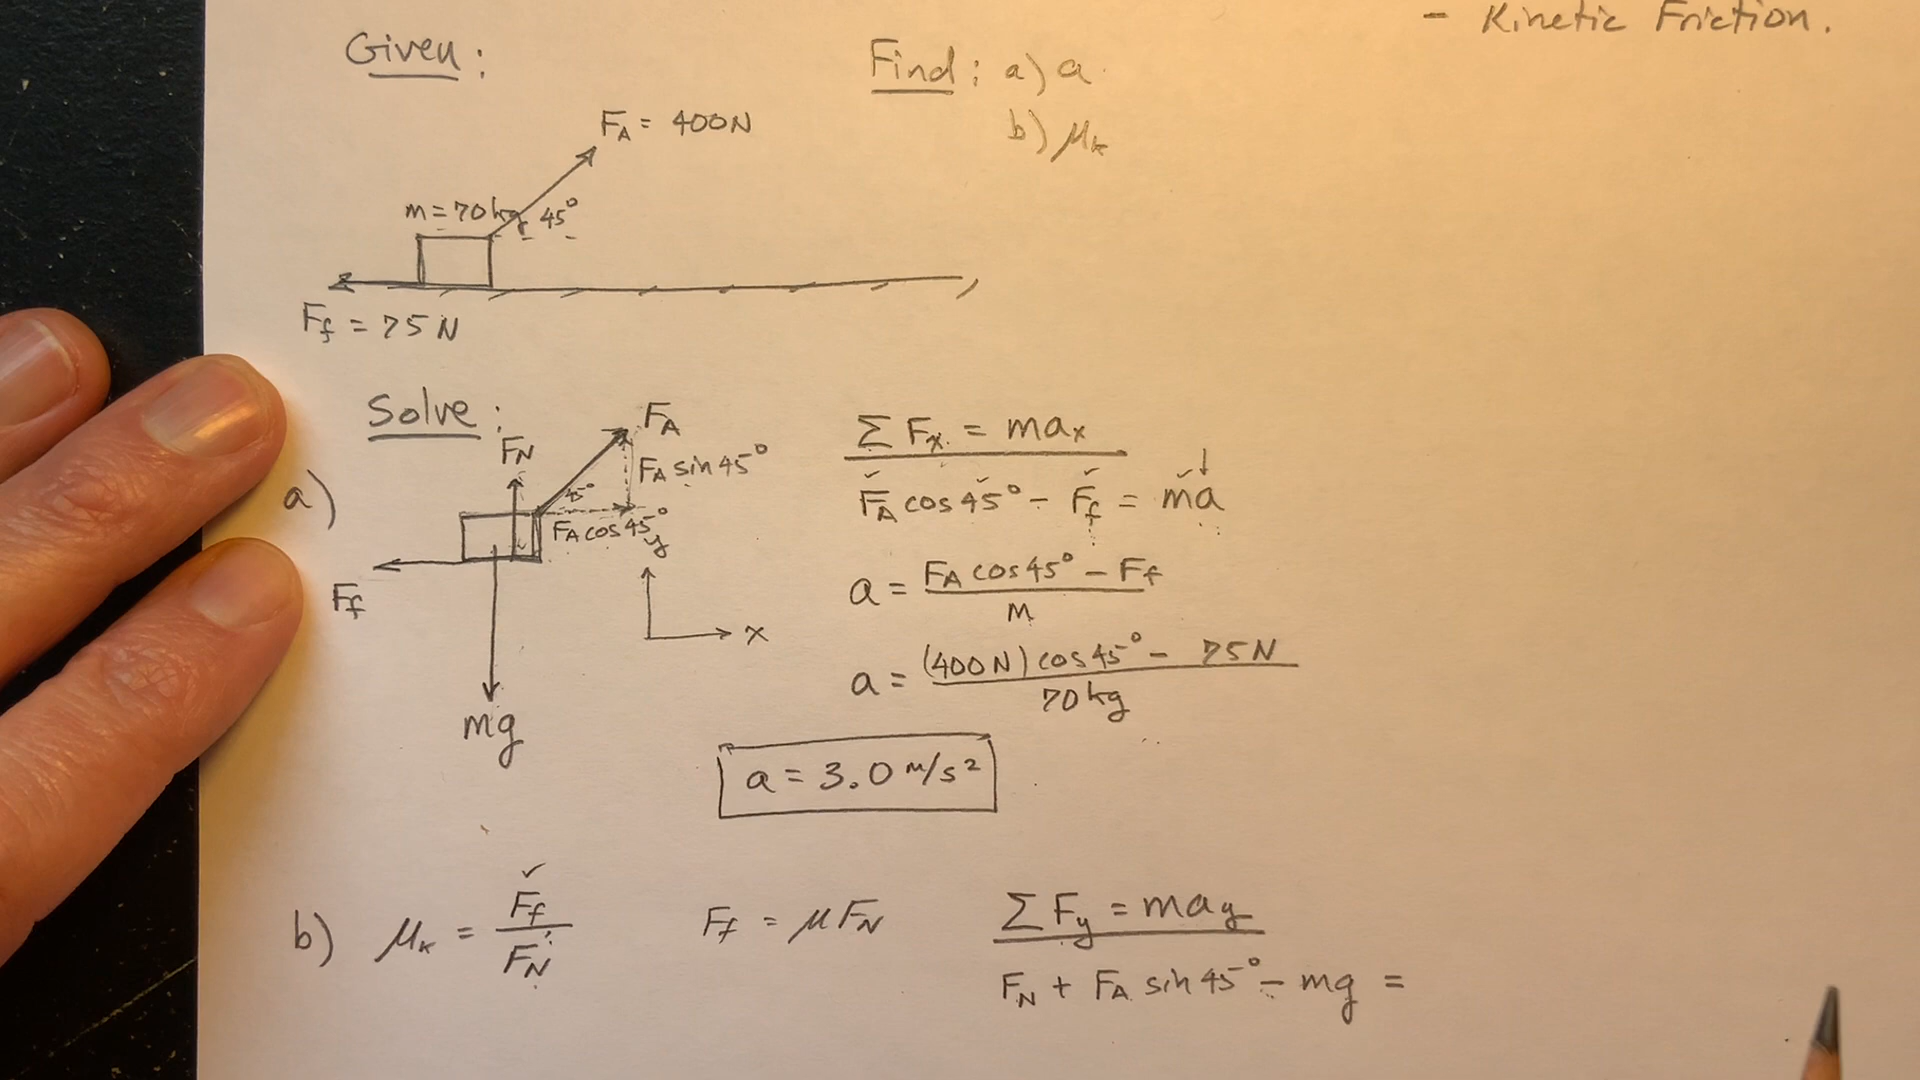 - Kinetic Friction.
Given:
Find: a) a
b) μk
FA = 400N
m = 70kg
45°
Ff = 75N
Solve:
a)
FN
FA
FA sin 45°
45°
FA cos 45°
Ff
y
x
mg
ΣFx = max
FA cos 45° - Ff = ma
a = FA cos 45° - Ff / m
a = (400N) cos 45° - 75N / 70kg
a = 3.0 m/s²
b) μk = Ff / FN
Ff = μFN
ΣFy = may
FN + FA sin 45° - mg =